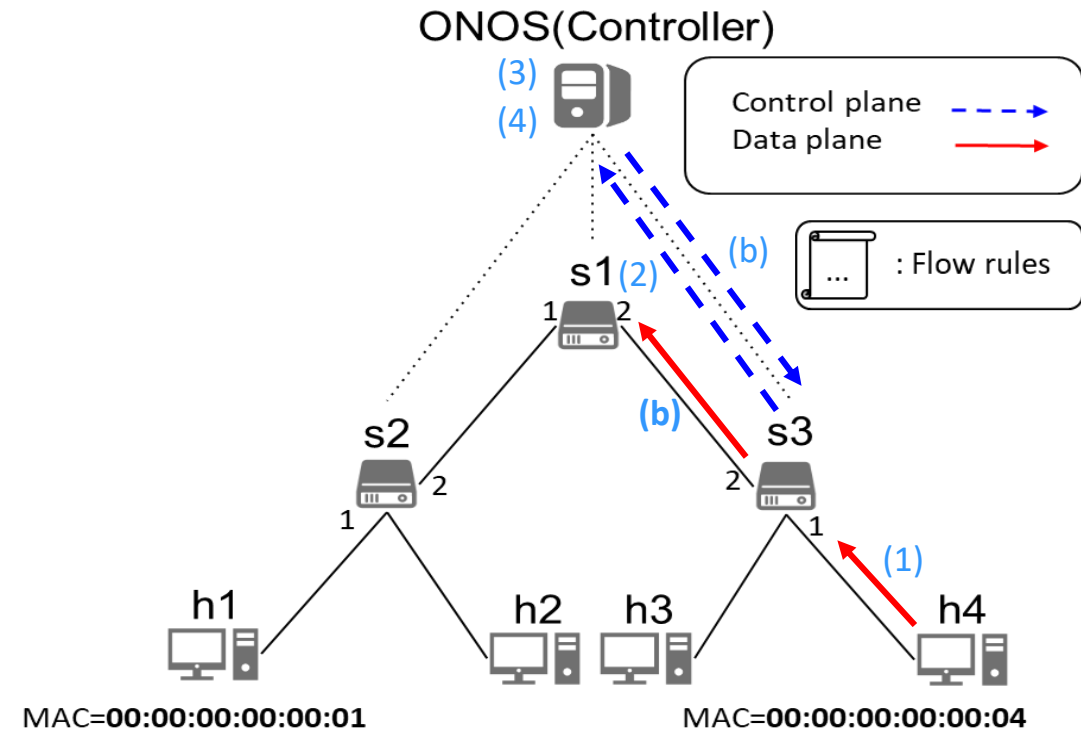 ONOS(Controller)
(3)
(4)
Control plane
Data plane
(b)
...
: Flow rules
s1
(2)
1
2
(b)
s2
s3
2
2
1
1
(1)
h1
h2
h3
h4
MAC=00:00:00:00:00:01
MAC=00:00:00:00:00:04